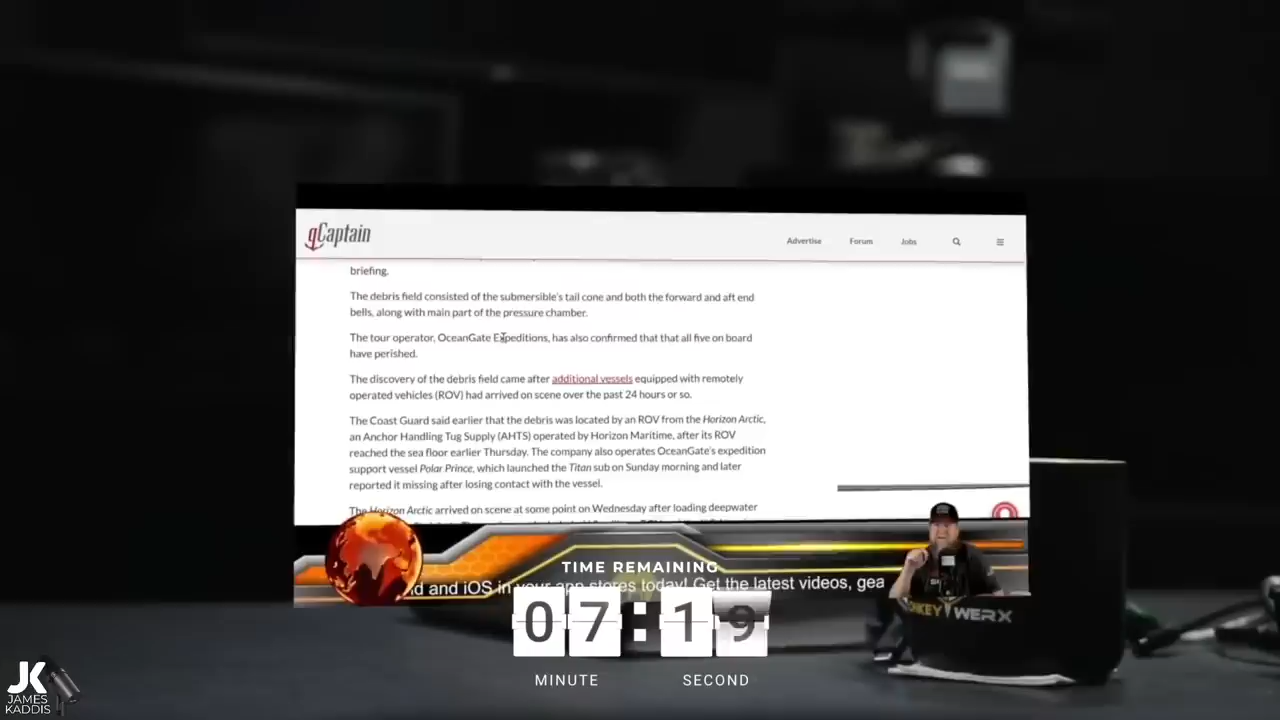 gCaptain
Advertise
Forum
Jobs
briefing.
The debris field consisted of the submersible's tail cone and both the forward and aft end
bells, along with main part of the pressure chamber.
The tour operator, OceanGate Expeditions, has also confirmed that that all five on board
have perished.
The discovery of the debris field came after additional vessels equipped with remotely
operated vehicles (ROV) had arrived on scene over the past 24 hours or so.
The Coast Guard said earlier that the debris was located by an ROV from the Horizon Arctic,
an Anchor Handling Tug Supply (AHTS) operated by Horizon Maritime, after its ROV
reached the sea floor earlier Thursday. The company also operates OceanGate's expedition
support vessel Polar Prince, which launched the Titan sub on Sunday morning and later
reported it missing after losing contact with the vessel.
The Horizon Arctic arrived on scene at some point on Wednesday after loading deepwater
TIME REMAINING
d and iOS in your app stores today! Get the latest videos, gea
07:19
ONKEY WERX
MINUTE
SECOND
JK
JAMES
KADDIS